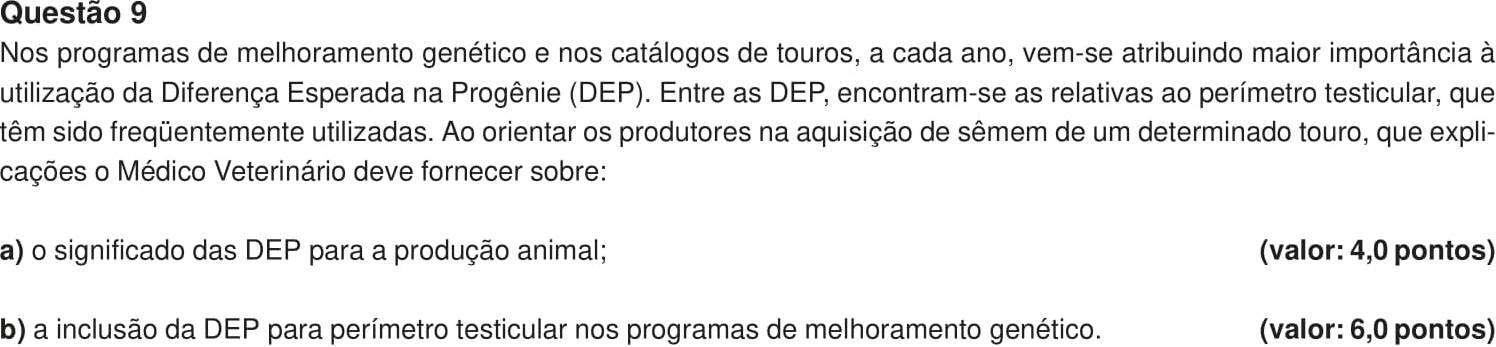 Questão 9
Nos programas de melhoramento genético e nos catálogos de touros, a cada ano, vem-se atribuindo maior importância à
utilização da Diferença Esperada na Progênie (DEP). Entre as DEP, encontram-se as relativas ao perímetro testicular, que
têm sido freqüentemente utilizadas. Ao orientar os produtores na aquisição de sêmem de um determinado touro, que expli-
cações o Médico Veterinário deve fornecer sobre:
a) o significado das DEP para a produção animal; (valor: 4,0 pontos)
b) a inclusão da DEP para perímetro testicular nos programas de melhoramento genético. (valor: 6,0 pontos)